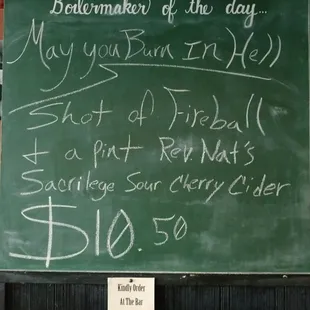 Boilermaker of the day...
May you Burn In Hell
Shot of Fireball
+ a pint Rev. Nat's
Sacrilege Sour Cherry Cider
$10.50
Kindly Order
At The Bar